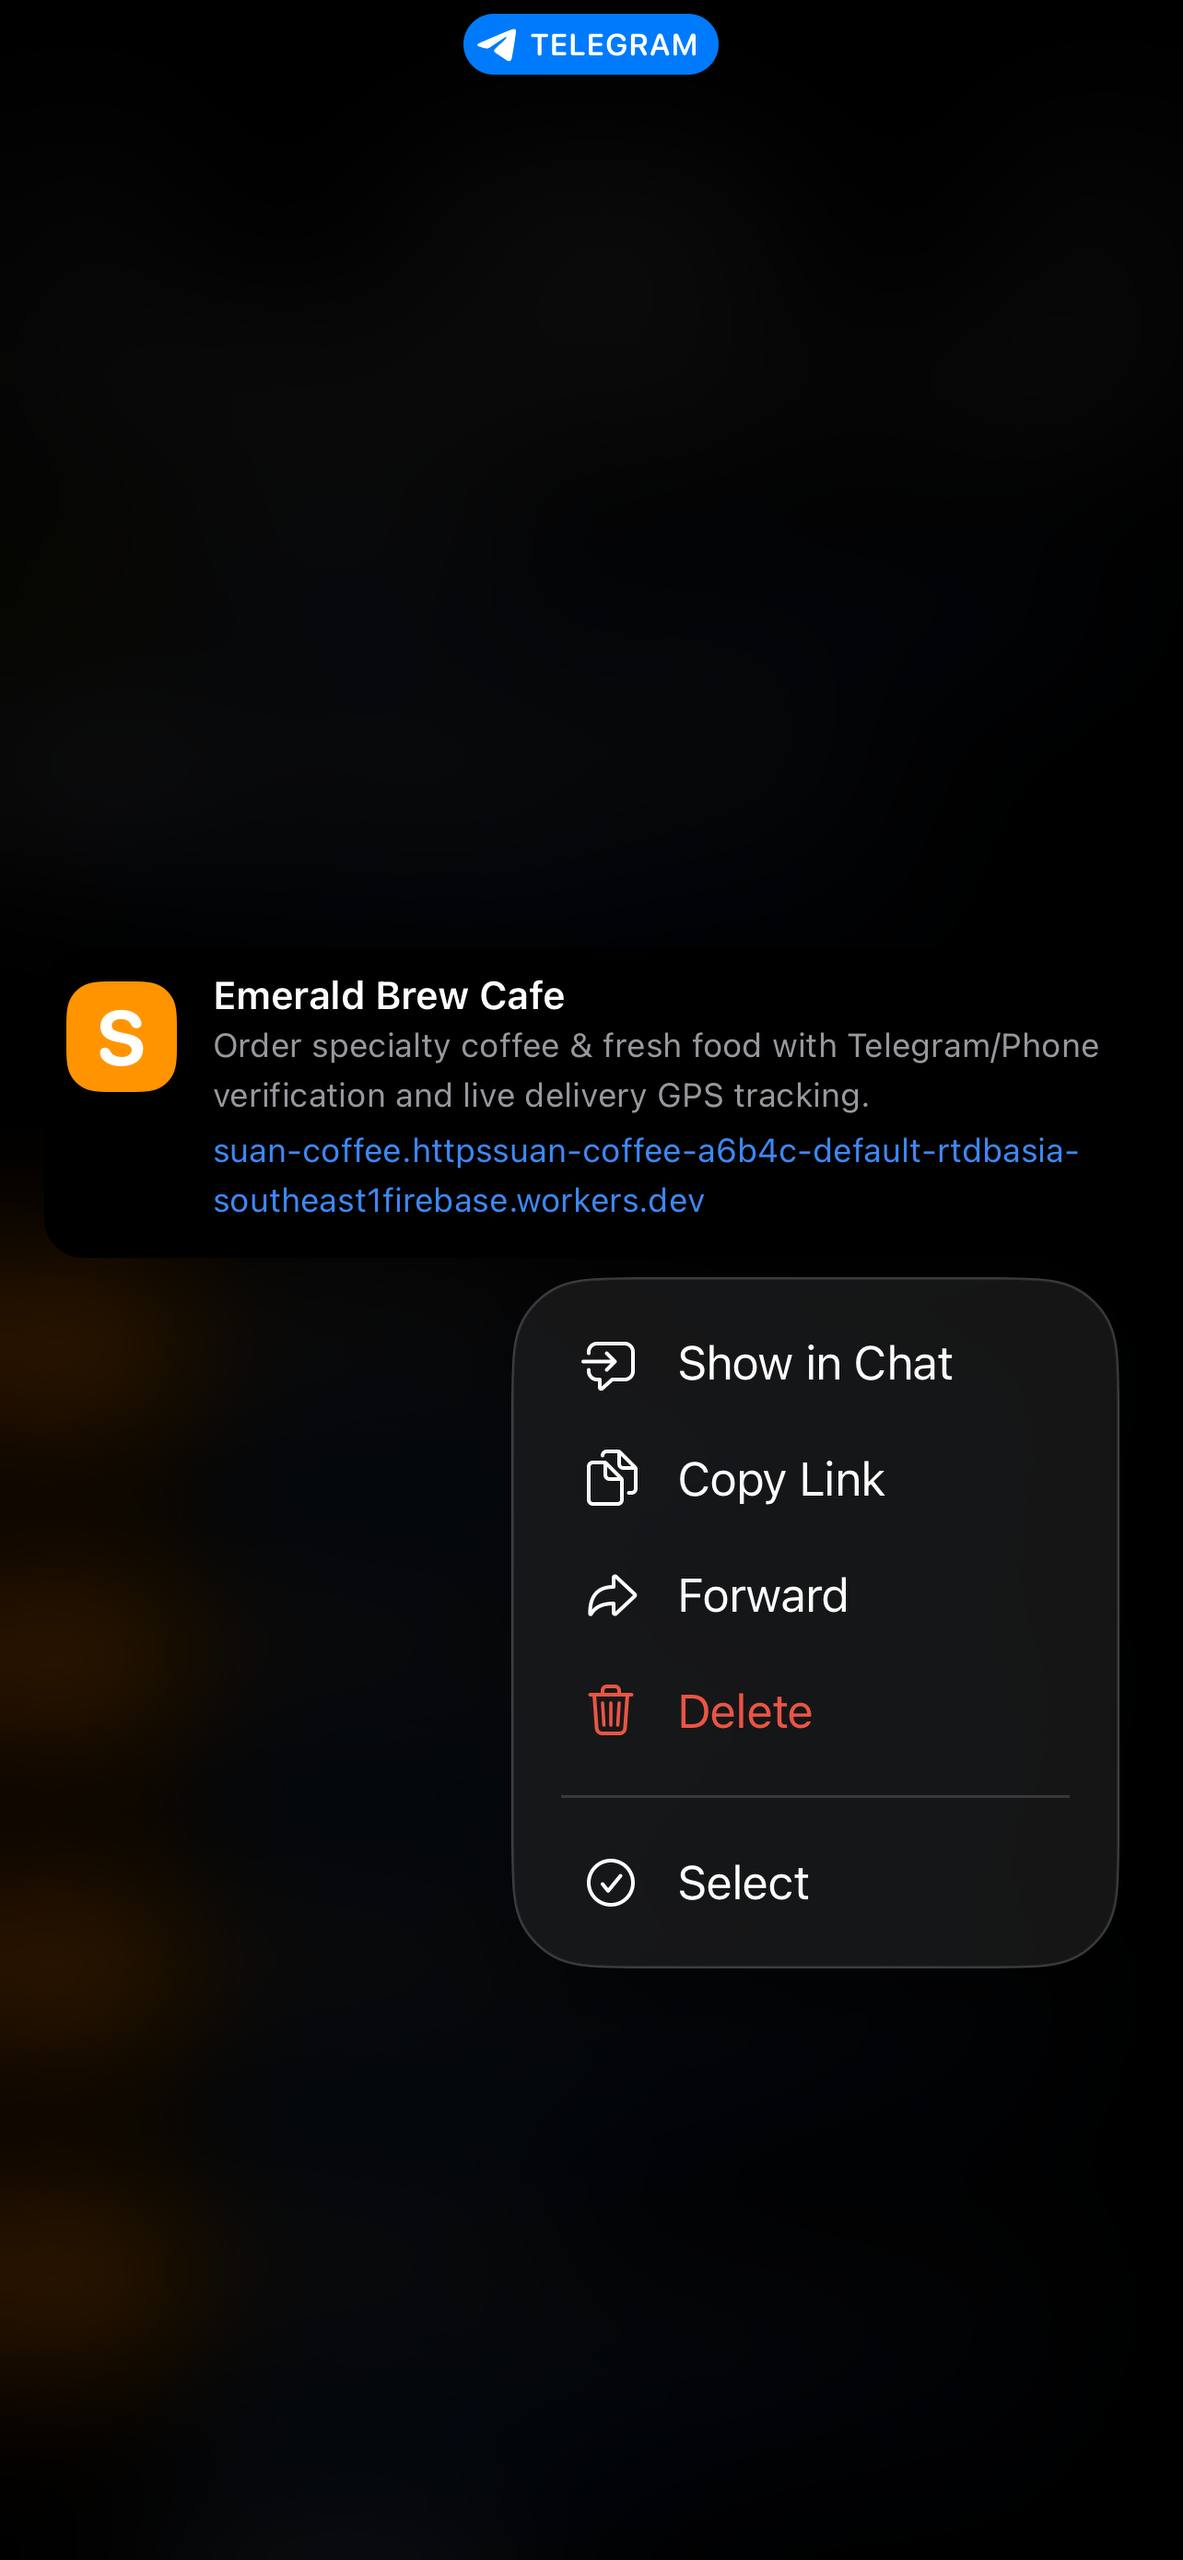 TELEGRAM
S
Emerald Brew Cafe
Order specialty coffee & fresh food with Telegram/Phone
verification and live delivery GPS tracking.
suan-coffee.httpssuan-coffee-a6b4c-default-rtdbasia-
southeast1firebase.workers.dev
Show in Chat
Copy Link
Forward
Delete
Select